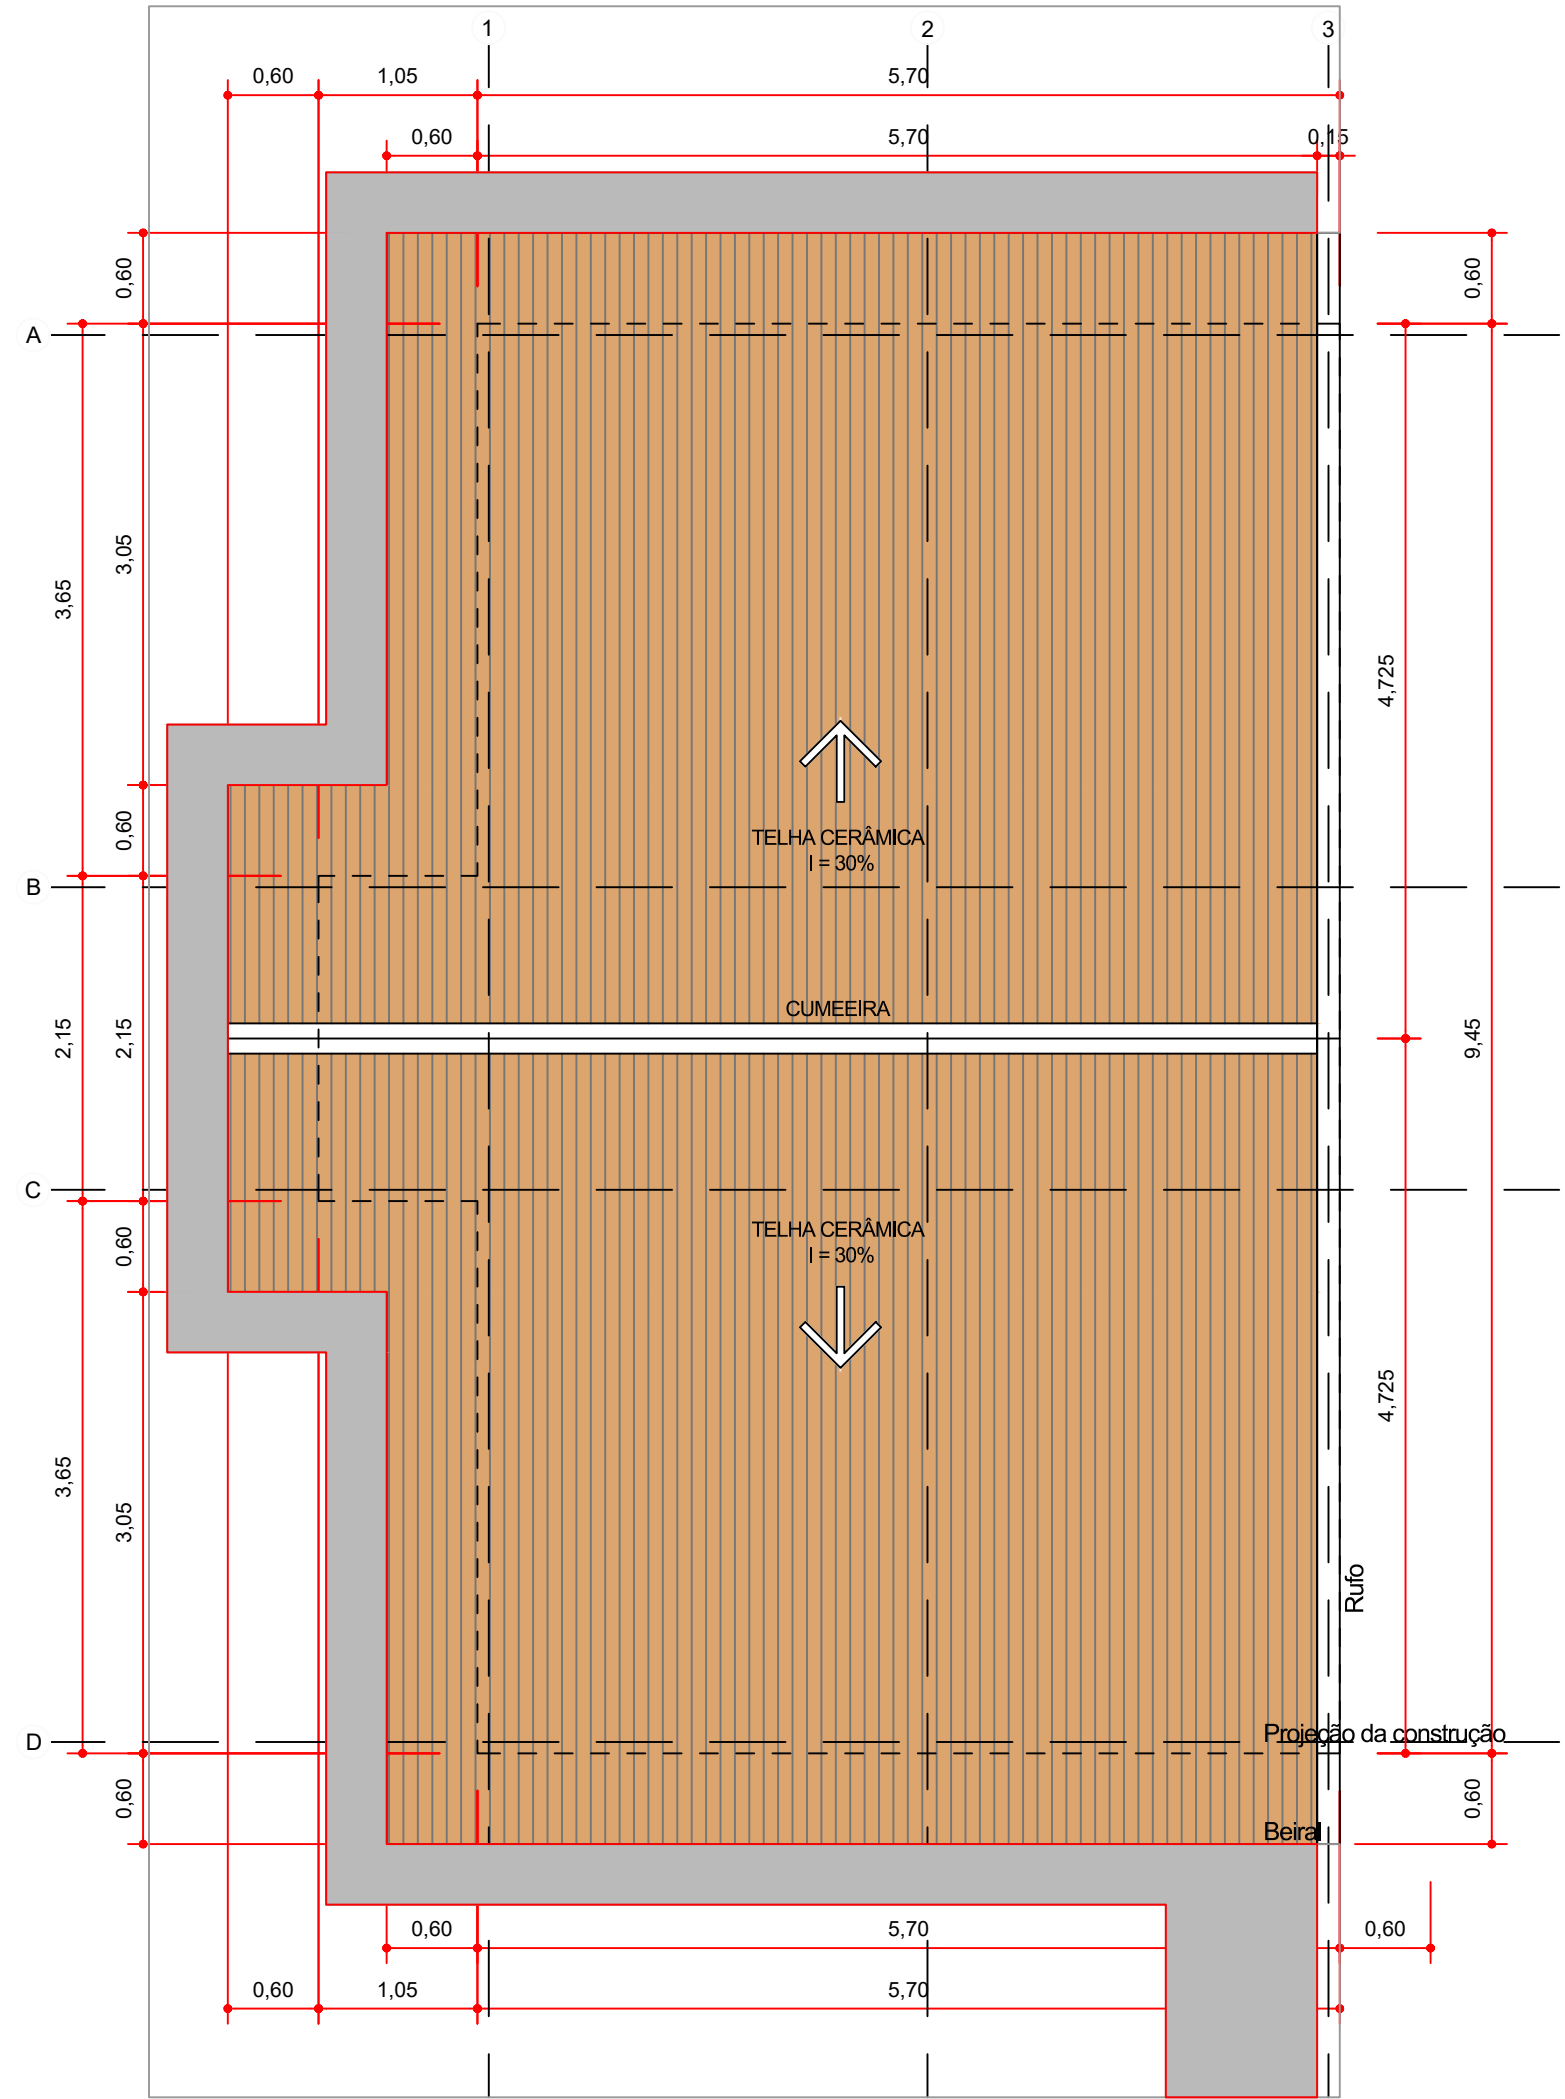 1
2
3
0,60
1,05
5,70
0,60
5,70
0,15
0,60
0,60
A
3,05
3,65
4,725
0,60
TELHA CERÂMICA
I = 30%
B
CUMEEIRA
2,15
2,15
9,45
C
0,60
TELHA CERÂMICA
I = 30%
4,725
3,65
3,05
Rufo
D
Projeção da construção
0,60
0,60
Beiral
0,60
5,70
0,60
0,60
1,05
5,70